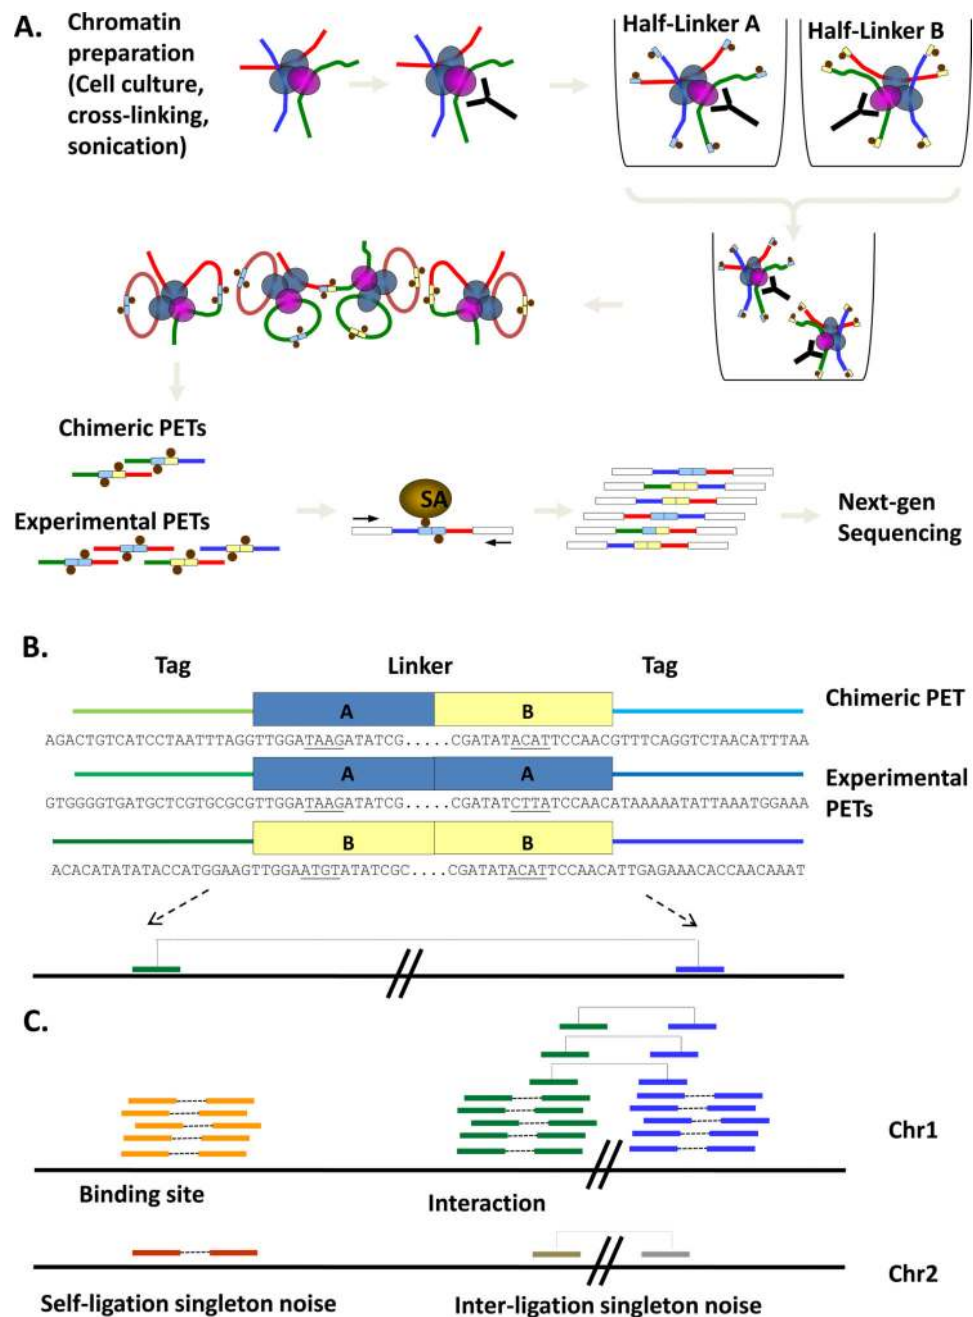 A.
Chromatin
preparation
(Cell culture,
cross-linking,
sonication)
Half-Linker A
Half-Linker B
Chimeric PETs
Experimental PETs
SA
Next-gen
Sequencing
B.
Tag
Linker
Tag
A
B
Chimeric PET
AGACTGTCATCCTAATTTAGGTTGGATAAGATATCG.....CGATATACATTCCAACGTTTCAGGTCTAACATTTAA
A
A
Experimental
PETs
GTGGGGTGATGCTCGTGCGCGTTGGATAAGATATCG.....CGATATCTTATCCAACATAAAAATATTAAATGGAAA
B
B
ACACATATATACCATGGAAGTTGGAATGTATATCGC....CGATATACATTCCAACATTGAGAAACACCAACAAAT
C.
Chr1
Binding site
Interaction
Chr2
Self-ligation singleton noise
Inter-ligation singleton noise